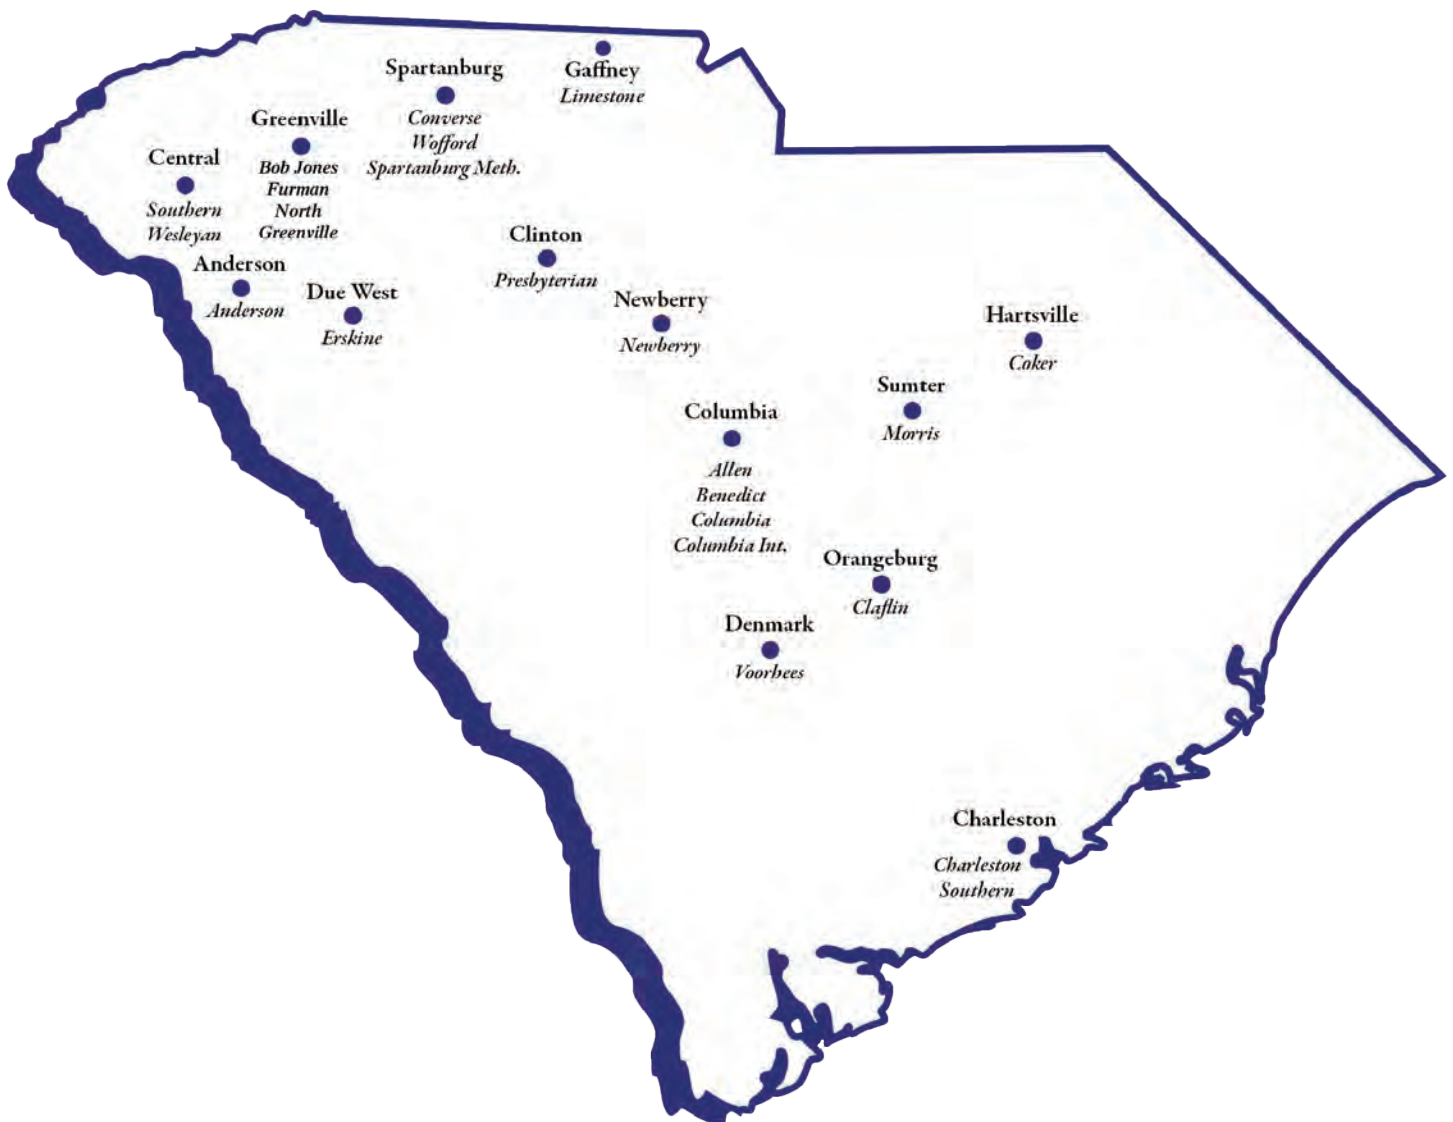 Spartanburg
Converse
Wofford
Spartanburg Meth.
Gaffney
Limestone
Greenville
Bob Jones
Furman
North
Greenville
Central
Southern
Wesleyan
Anderson
Anderson
Due West
Erskine
Clinton
Presbyterian
Newberry
Newberry
Hartsville
Coker
Sumter
Morris
Columbia
Allen
Benedict
Columbia
Columbia Int.
Orangeburg
Claflin
Denmark
Voorhees
Charleston
Charleston
Southern